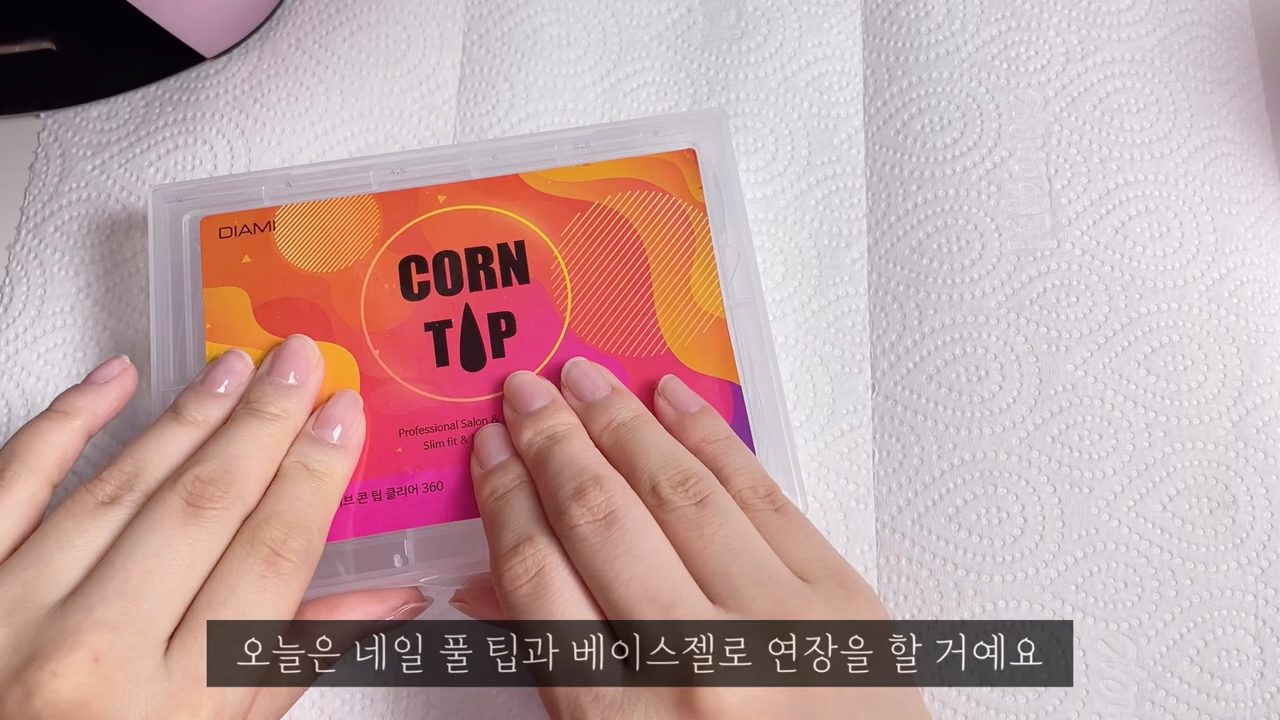 DIAMI
CORN
TIP
Professional Salon &
Slim fit &
브 콘 팁 클리어 360
오늘은 네일 풀 팁과 베이스젤로 연장을 할 거예요